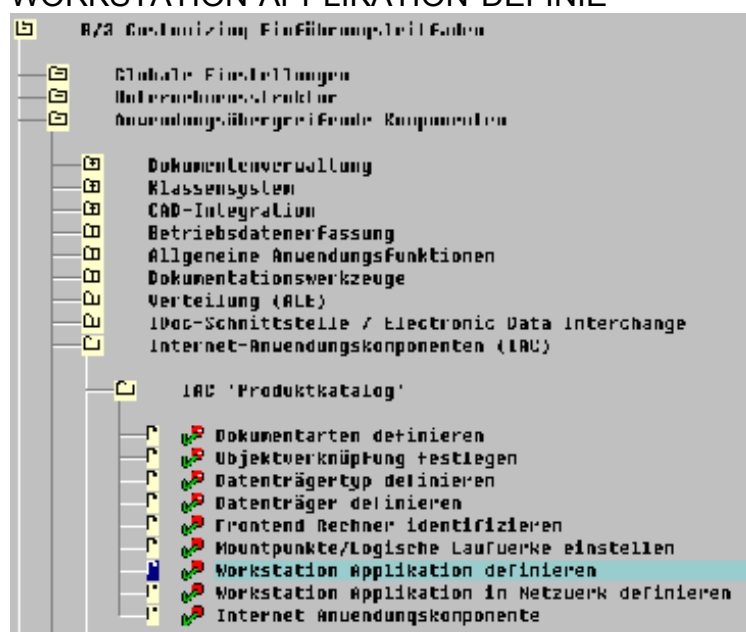 WORKSTATION APPLIKATION DEFINIE
R/3 Customizing Einführungsleitfaden
Globale Einstellungen
Unternehmensstruktur
Anwendungsübergreifende Komponenten
Dokumentenverwaltung
Klassensystem
CAD-Integration
Betriebsdatenerfassung
Allgemeine Anwendungsfunktionen
Dokumentationswerkzeuge
Verteilung (ALE)
IDoc-Schnittstelle / Electronic Data Interchange
Internet-Anwendungskomponenten (IAC)
IAC 'Produktkatalog'
Dokumentarten definieren
Objektverknüpfung festlegen
Datenträgertyp definieren
Datenträger definieren
Frontend Rechner identifizieren
Mountpunkte/Logische Laufwerke einstellen
Workstation Applikation definieren
Workstation Applikation in Netzwerk definieren
Internet Anwendungskomponente